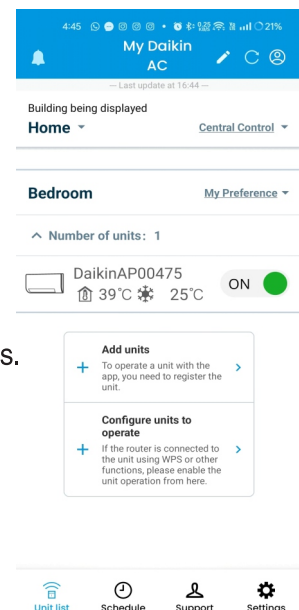 4:45 21%
My Daikin
AC
— Last update at 16:44 —
Building being displayed
Home Central Control
Bedroom My Preference
Number of units: 1
DaikinAP00475
39°C 25°C ON
s.
Add units
To operate a unit with the
app, you need to register the
unit.
Configure units to
operate
If the router is connected to
the unit using WPS or other
functions, please enable the
unit operation from here.
Unit list Schedule Support Settings